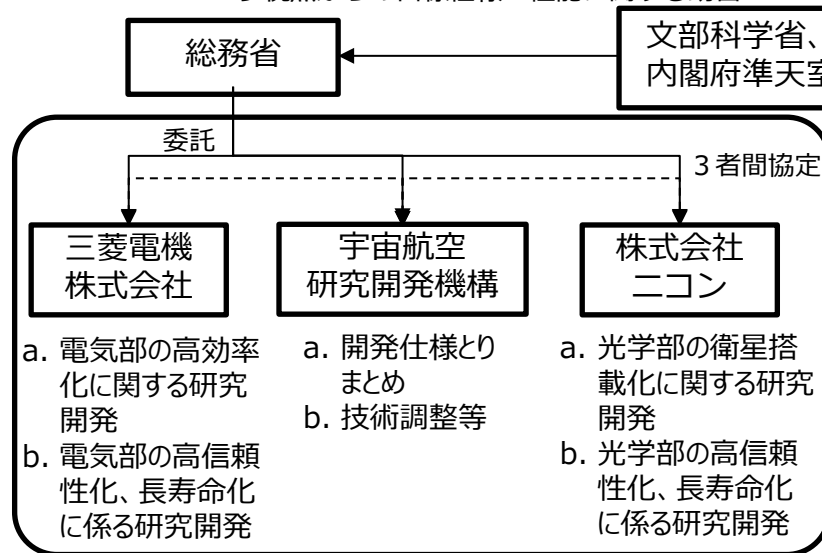 総務省
文部科学省、
内閣府準天
委託
3者間協定
三菱電機
株式会社
宇宙航空
研究開発機構
株式会社
ニコン
a. 電気部の高効率
化に関する研究
開発
b. 電気部の高信頼
性化、長寿命化
に係る研究開発
a. 開発仕様とり
まとめ
b. 技術調整等
a. 光学部の衛星搭
載化に関する研究
開発
b. 光学部の高信頼
性化、長寿命化
に係る研究開発